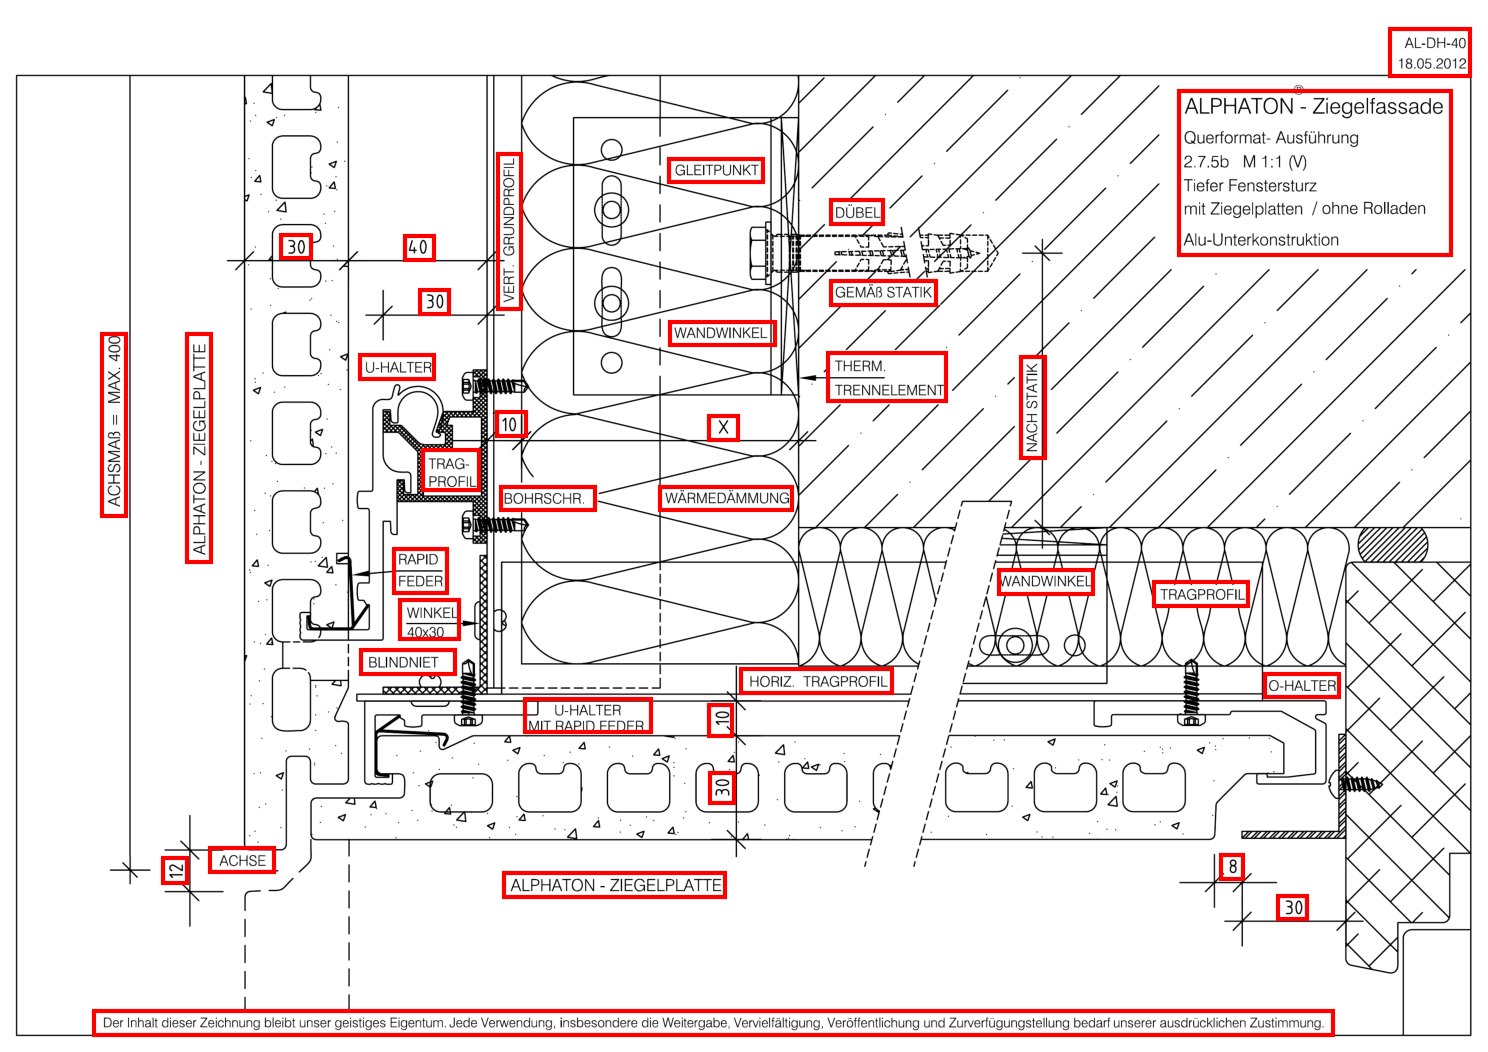 AL-DH-40
18.05.2012
®
ALPHATON - Ziegelfassade
Querformat- Ausführung
2.7.5b M 1:1 (V)
Tiefer Fenstersturz
mit Ziegelplatten / ohne Rolladen
Alu-Unterkonstruktion
GLEITPUNKT
VERT. GRUNDPROFIL
DÜBEL
30
40
30
GEMÄß STATIK
WANDWINKEL
ACHSMAß = MAX. 400
ALPHATON - ZIEGELPLATTE
U-HALTER
THERM.
TRENNELEMENT
NACH STATIK
10
X
TRAG-
PROFIL
BOHRSCHR.
WÄRMEDÄMMUNG
RAPID
FEDER
WANDWINKEL
TRAGPROFIL
WINKEL
40x30
BLINDNIET
HORIZ. TRAGPROFIL
O-HALTER
U-HALTER
MIT RAPID FEDER
10
30
ACHSE
12
ALPHATON - ZIEGELPLATTE
8
30
Der Inhalt dieser Zeichnung bleibt unser geistiges Eigentum. Jede Verwendung, insbesondere die Weitergabe, Vervielfältigung, Veröffentlichung und Zurverfügungstellung bedarf unserer ausdrücklichen Zustimmung.